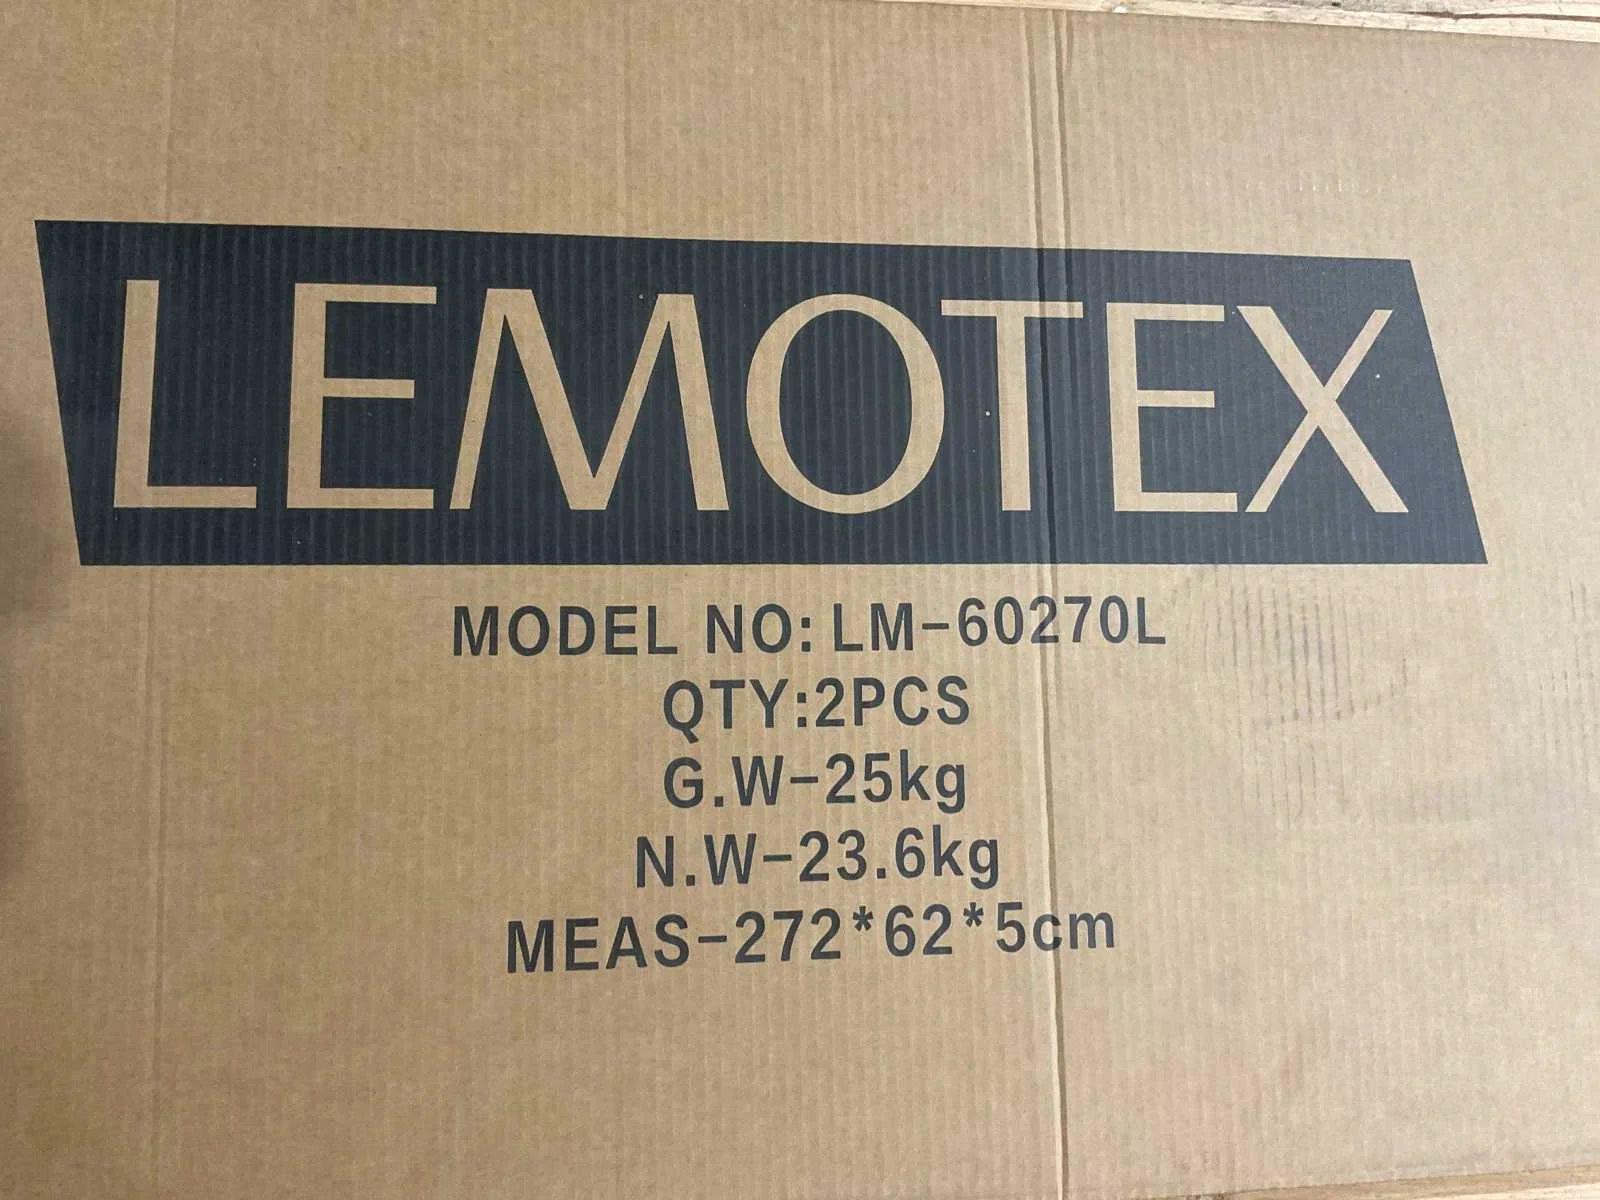 LEMOTEX
MODEL NO: LM-60270L
QTY:2PCS
G.W-25kg
N.W-23.6kg
MEAS-272*62*5cm